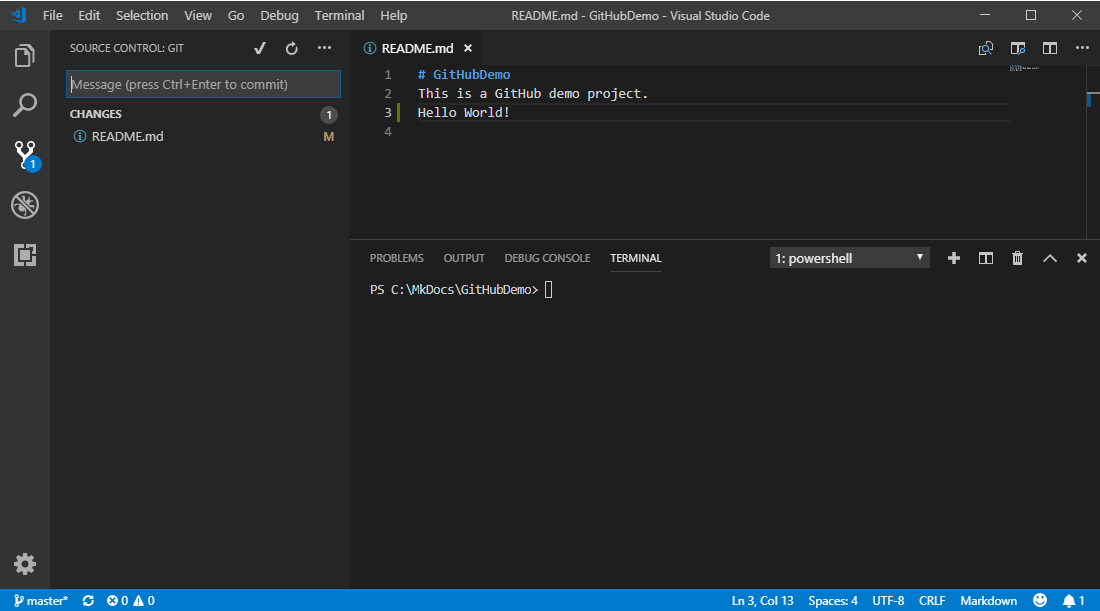 File Edit Selection View Go Debug Terminal Help README.md - GitHubDemo - Visual Studio Code
SOURCE CONTROL: GIT
Message (press Ctrl+Enter to commit)
CHANGES 1
README.md M
1
README.md
1 # GitHubDemo
2 This is a GitHub demo project.
3 Hello World!
4
PROBLEMS OUTPUT DEBUG CONSOLE TERMINAL 1: powershell
PS C:\MkDocs\GitHubDemo>
master* 0 0 Ln 3, Col 13 Spaces: 4 UTF-8 CRLF Markdown 1